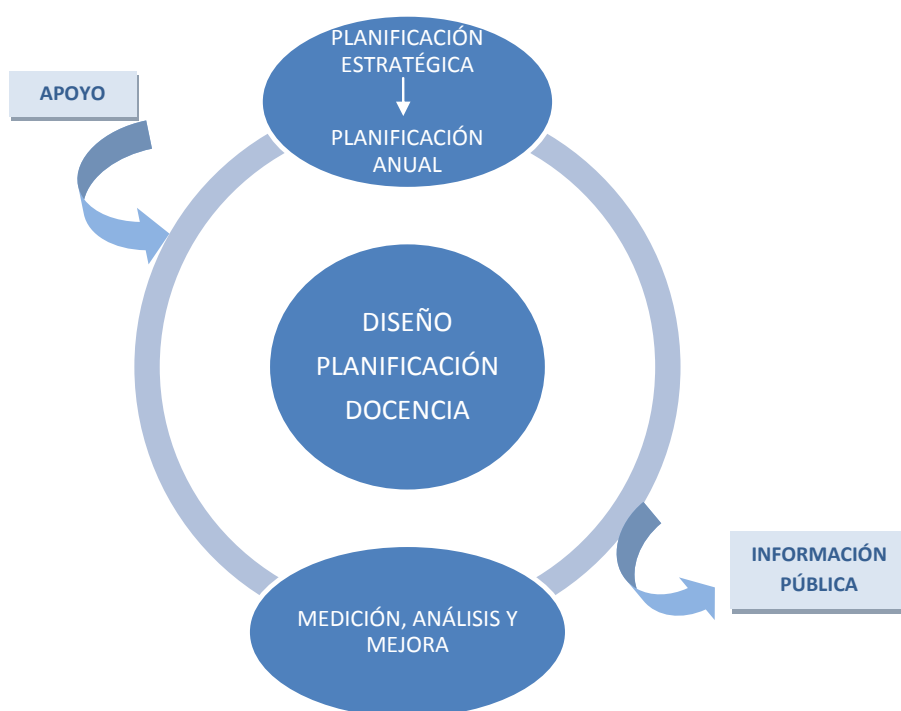 PLANIFICACIÓN
ESTRATÉGICA
PLANIFICACIÓN
ANUAL
APOYO
DISEÑO
PLANIFICACIÓN
DOCENCIA
INFORMACIÓN
PÚBLICA
MEDICIÓN, ANÁLISIS Y
MEJORA